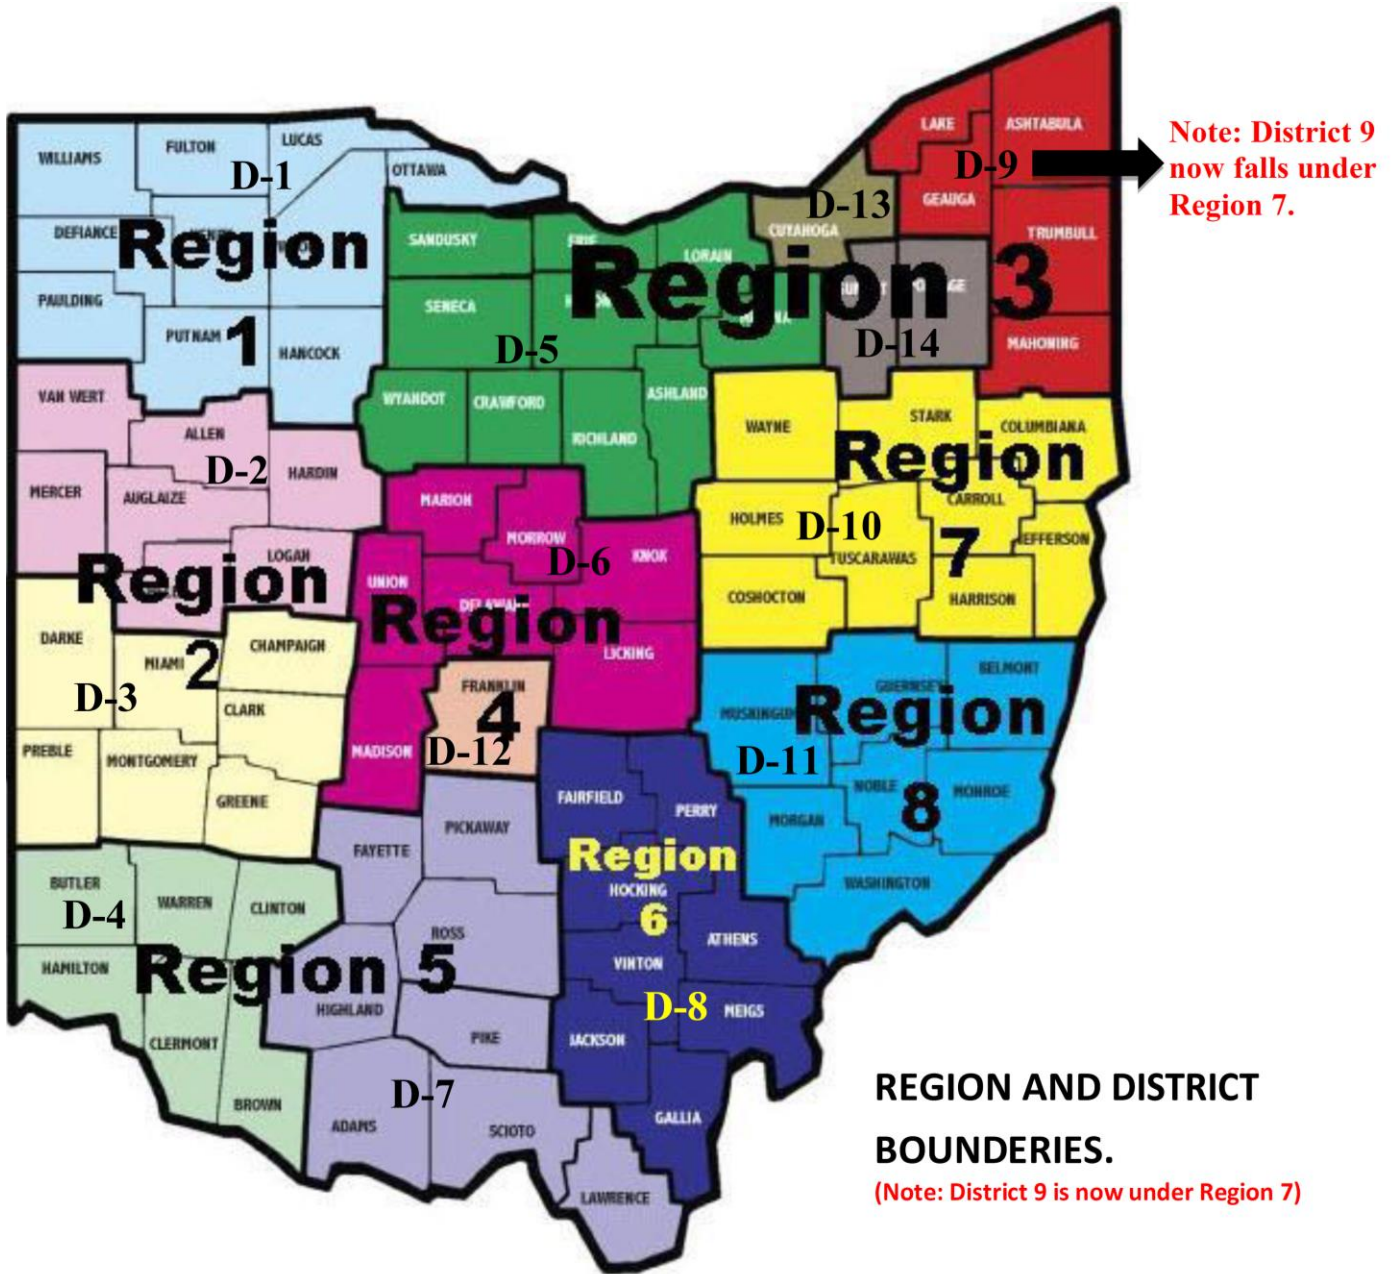 LAKE
ASHTABULA
Note: District 9
now falls under
Region 7.
D-9
GEAUGA
TRUMBULL
MAHONING
WILLIAMS
FULTON
LUCAS
OTTAWA
D-1
DEFIANCE
Region
PAULDING
PUTNAM
1
HANCOCK
D-13
CUYAHOGA
SANDUSKY
LORAIN
Region 3
SENECA
D-5
D-14
WYANDOT
CRAWFORD
RICHLAND
ASHLAND
VAN WERT
ALLEN
D-2
HARDIN
MERCER
AUGLAIZE
LOGAN
Region
2
WAYNE
STARK
COLUMBIANA
Region
CARROLL
HOLMES
D-10
7
JEFFERSON
TUSCARAWAS
COSHOCTON
HARRISON
MARION
MORROW
D-6
KNOX
UNION
Region
LICKING
FRANKLIN
4
MADISON
D-12
DARKE
MIAMI
CHAMPAIGH
D-3
CLARK
PREBLE
MONTGOMERY
GREENE
BELMONT
GUERNSEY
Region
D-11
NOBLE
8
MONROE
MORGAN
WASHINGTON
FAIRFIELD
PERRY
Region
HOCKING
6
ATHENS
VINTON
D-8
MEIGS
JACKSON
GALLIA
PICKAWAY
FAYETTE
BUTLER
D-4
WARREN
CLINTON
ROSS
HAMILTON
Region 5
HIGHLAND
CLERMONT
PIKE
BROWN
D-7
ADAMS
SCIOTO
LAWRENCE
REGION AND DISTRICT
BOUNDERIES.
(Note: District 9 is now under Region 7)